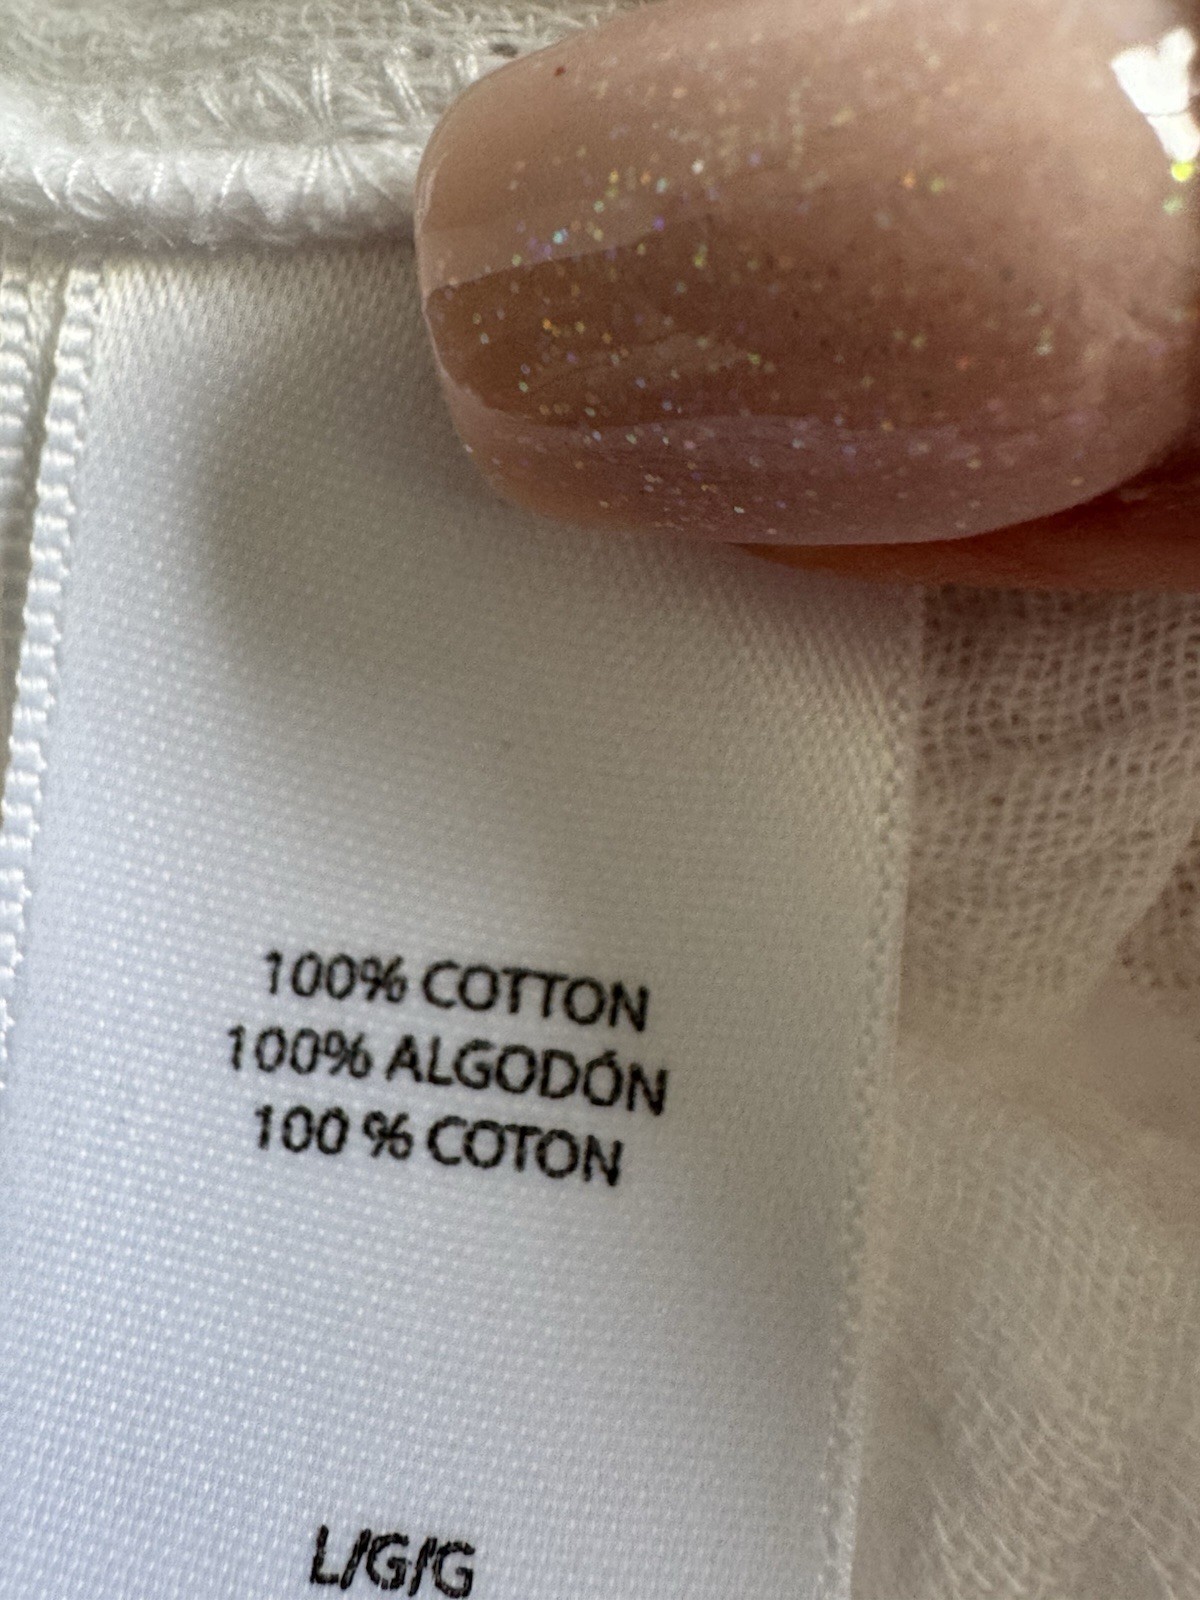 100% COTTON
100% ALGODÓN
100 % COTON
L/G/G